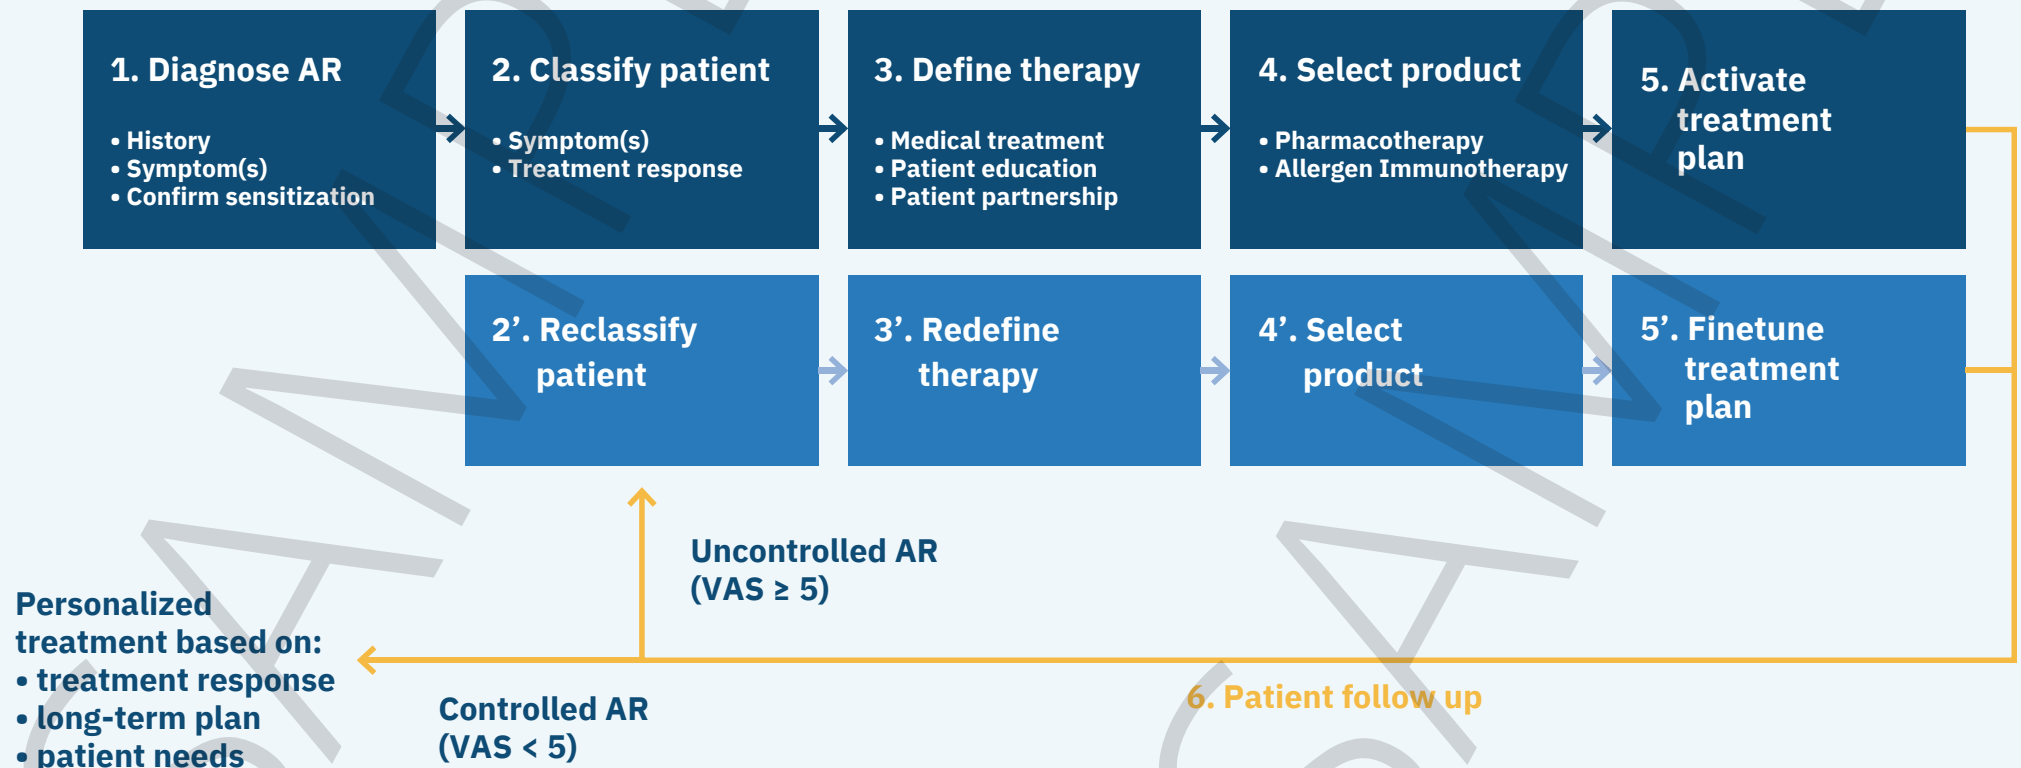 1. Diagnose AR
• History
• Symptom(s)
• Confirm sensitization
2. Classify patient
• Symptom(s)
• Treatment response
3. Define therapy
• Medical treatment
• Patient education
• Patient partnership
4. Select product
• Pharmacotherapy
• Allergen Immunotherapy
5. Activate
treatment
plan
2’. Reclassify
patient
3’. Redefine
therapy
4’. Select
product
5’. Finetune
treatment
plan
Uncontrolled AR
(VAS ≥ 5)
Personalized
treatment based on:
• treatment response
• long-term plan
• patient needs
Controlled AR
(VAS < 5)
6. Patient follow up
SAMPLE
SAMPLE